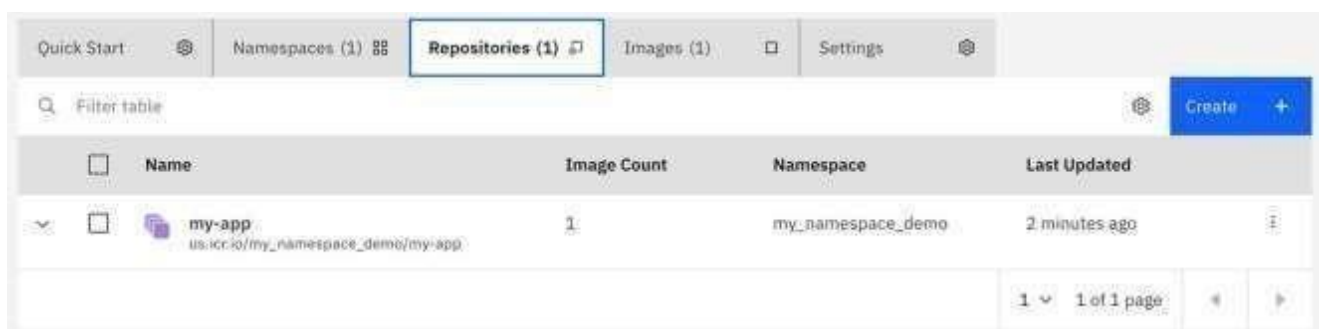 Quick Start Namespaces (1) Repositories (1) Images (1) Settings
Filter table Create +
Name Image Count Namespace Last Updated
my-app 1 my_namespace_demo 2 minutes ago
us.icr.io/my_namespace_demo/my-app
1 1 of 1 page